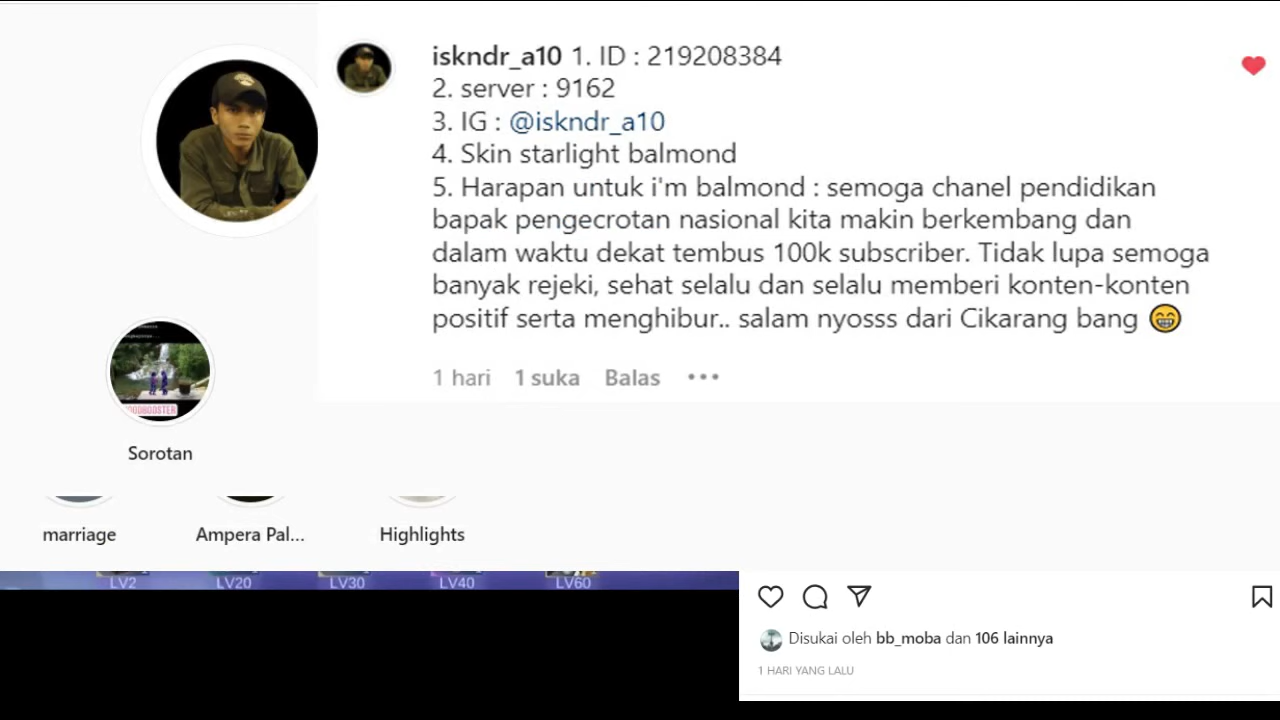 iskndr_a10 1. ID : 219208384
2. server : 9162
3. IG : @iskndr_a10
4. Skin starlight balmond
5. Harapan untuk i'm balmond : semoga chanel pendidikan
bapak pengecrotan nasional kita makin berkembang dan
dalam waktu dekat tembus 100k subscriber. Tidak lupa semoga
banyak rejeki, sehat selalu dan selalu memberi konten-konten
positif serta menghibur.. salam nyosss dari Cikarang bang 😁
1 hari 1 suka Balas •••
Sorotan
marriage Ampera Pal... Highlights
LV2 LV20 LV30 LV40 LV60
Disukai oleh bb_moba dan 106 lainnya
1 HARI YANG LALU